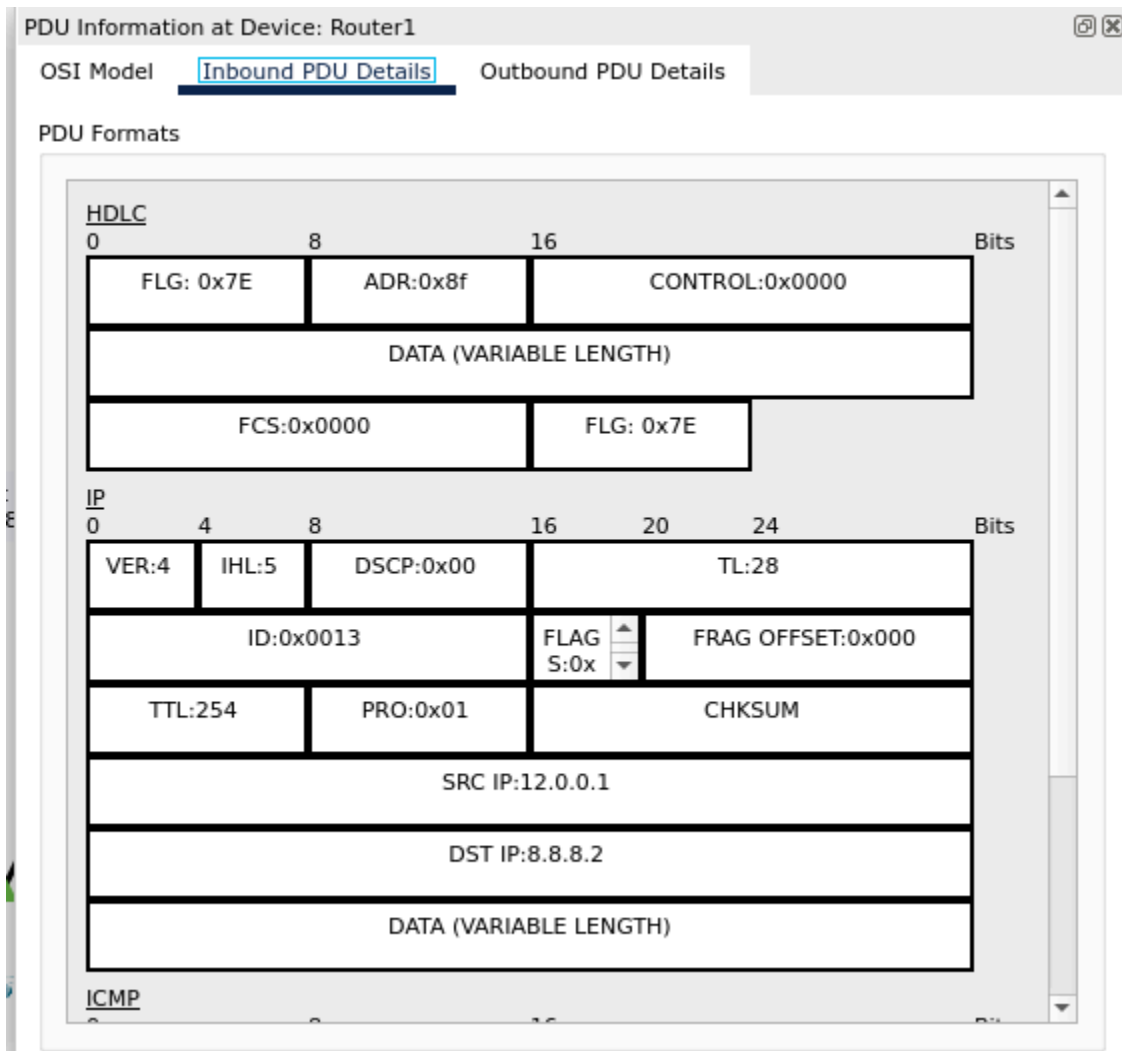 PDU Information at Device: Router1
OSI Model Inbound PDU Details Outbound PDU Details
PDU Formats
HDLC
0 8 16 Bits
FLG: 0x7E ADR:0x8f CONTROL:0x0000
DATA (VARIABLE LENGTH)
FCS:0x0000 FLG: 0x7E
IP
0 4 8 16 20 24 Bits
VER:4 IHL:5 DSCP:0x00 TL:28
ID:0x0013 FLAG FRAG OFFSET:0x000
S:0x
TTL:254 PRO:0x01 CHKSUM
SRC IP:12.0.0.1
DST IP:8.8.8.2
DATA (VARIABLE LENGTH)
ICMP